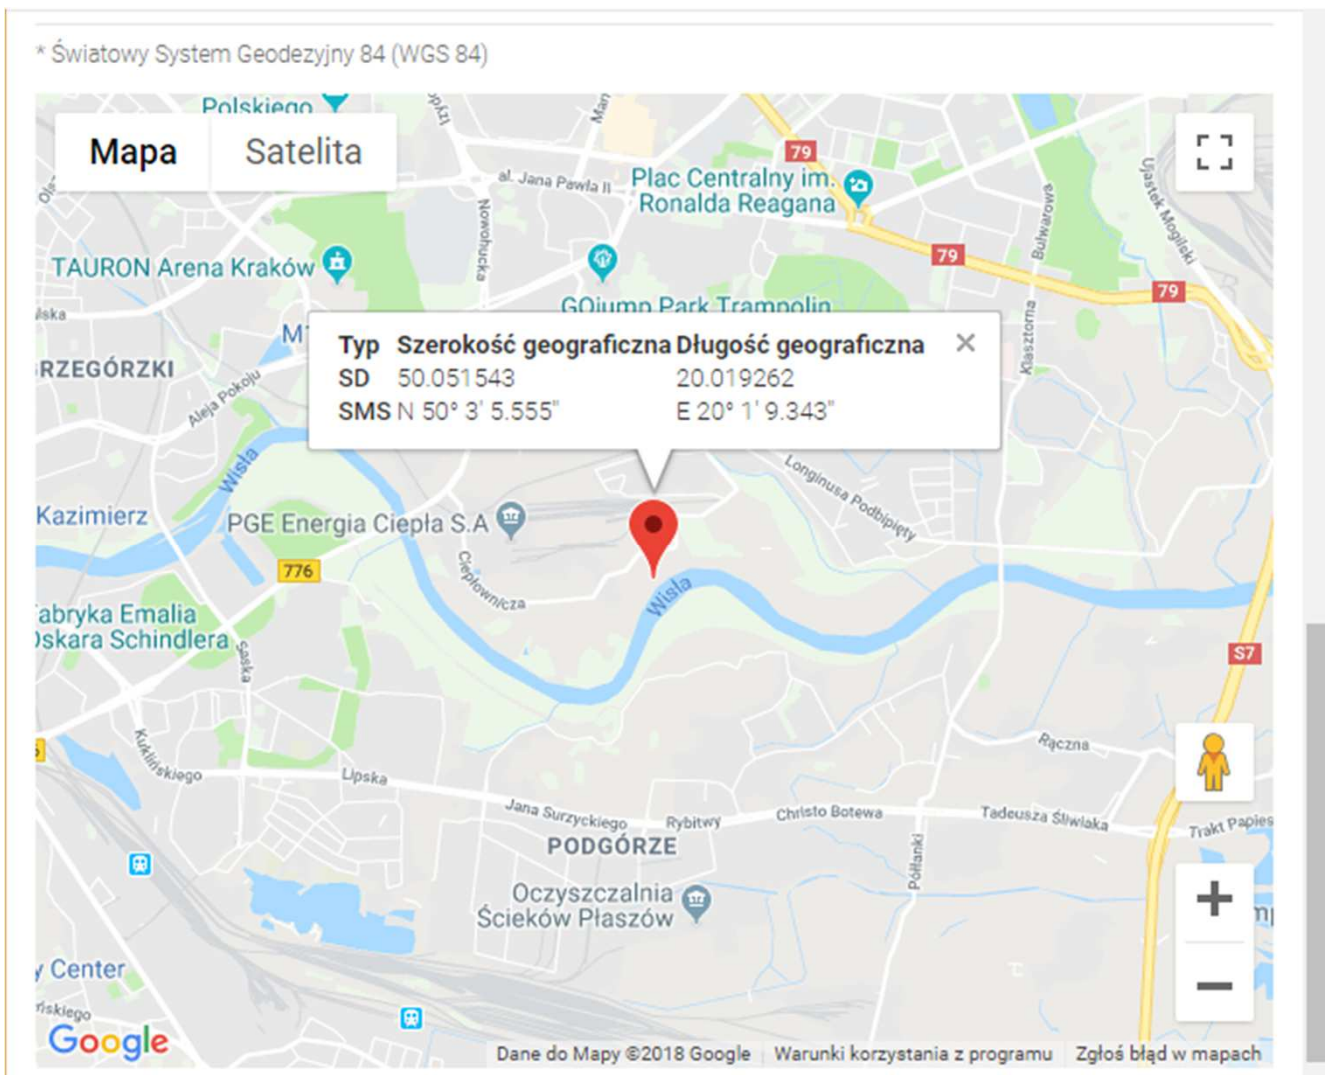 * Światowy System Geodezyjny 84 (WGS 84)
Polskiego
Mapa Satelita
79
al. Jana Pawła II
Plac Centralny im.
Ronalda Reagana
Nowohucka
Bulwarowa
Ujastek Mogilski
TAURON Arena Kraków
79
79
GOjump Park Trampolin
Klasztorna
Typ Szerokość geograficzna Długość geograficzna
SD 50.051543 20.019262
SMS N 50° 3' 5.555" E 20° 1' 9.343"
Aleja Pokoju
Wisła
Longinusa Podbipięty
Kazimierz
PGE Energia Ciepła S.A
776
Ciepłownicza
Wisła
abryka Emalia
Oskara Schindlera
Saska
S7
Kuklińskiego
Lipska
Rączna
Jana Surzyckiego
Rybitwy
Christo Botewa
Tadeusza Śliwiaka
Trakt Papies
PODGÓRZE
Półłanki
Oczyszczalnia
Ścieków Płaszów
y Center
Google
Dane do Mapy ©2018 Google Warunki korzystania z programu Zgłoś błąd w mapach